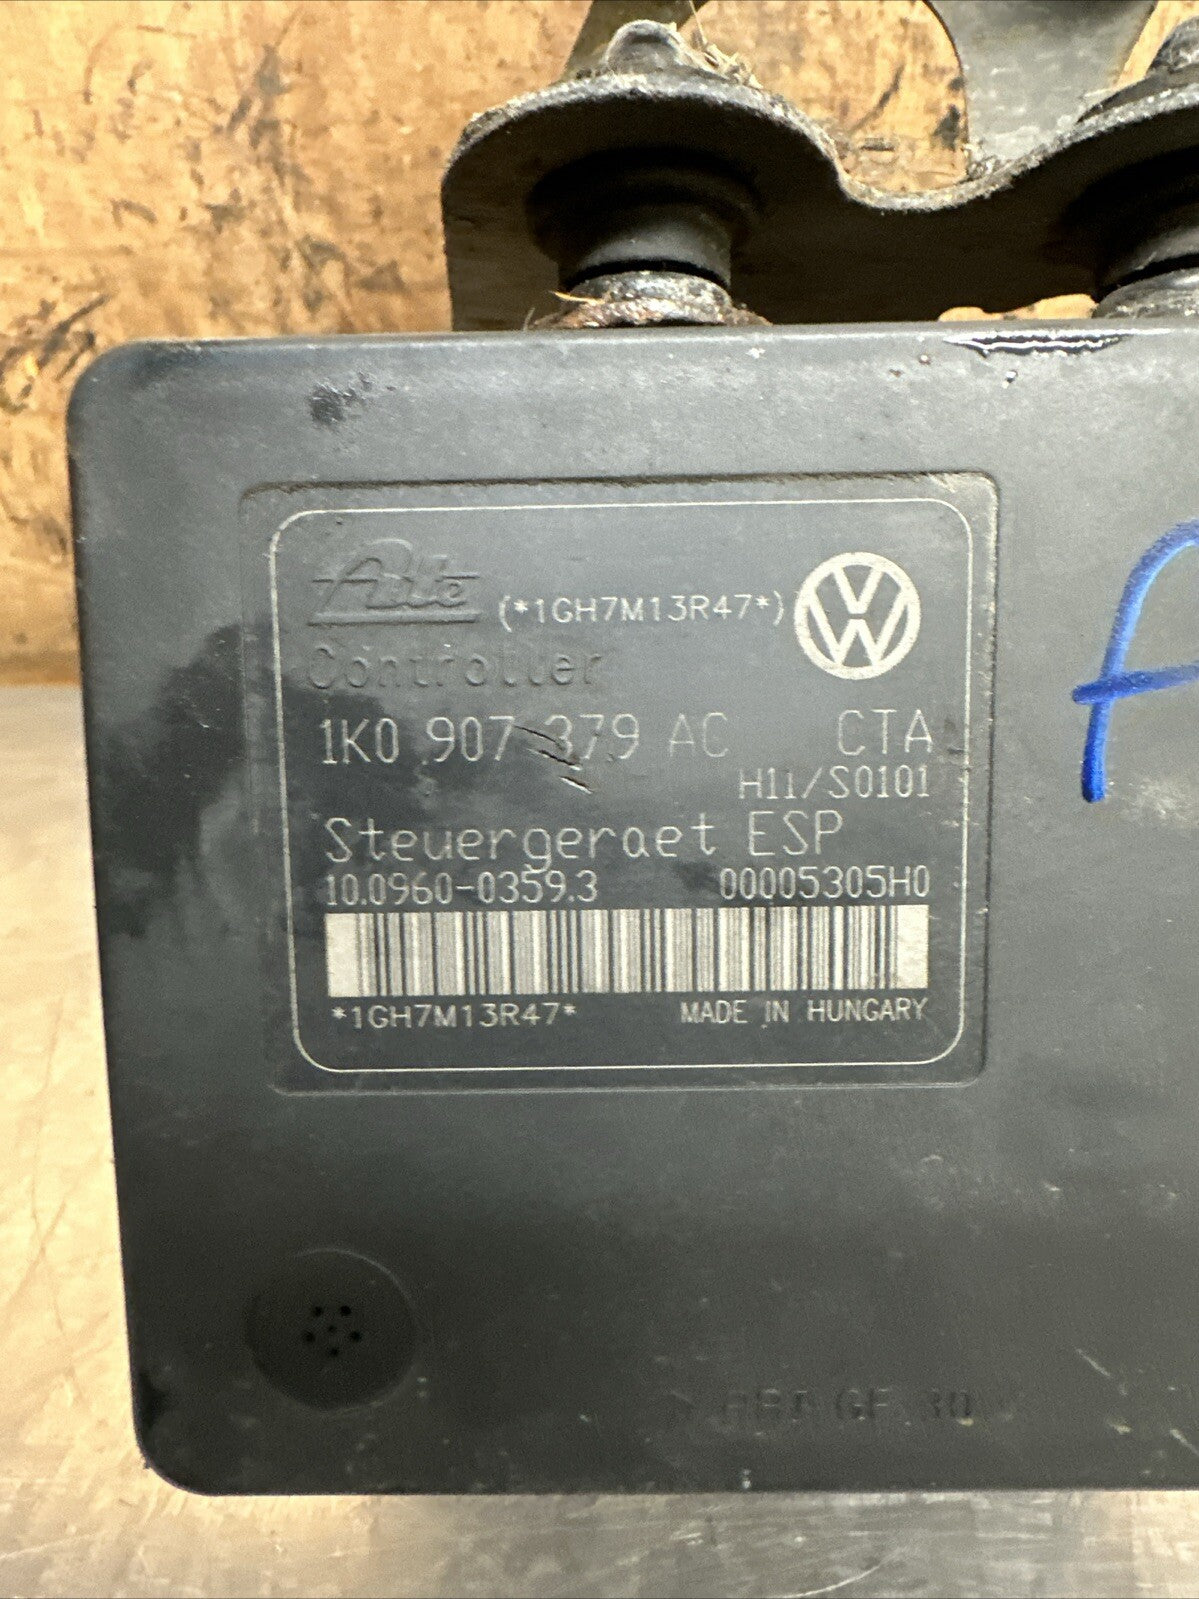 Ate (*1GH7M13R47*) VW
Controller
1K0 907 379 AC CTA
H11/S0101
Steuergeraet ESP
10.0960-0359.3 00005305H0
*1GH7M13R47* MADE IN HUNGARY
A